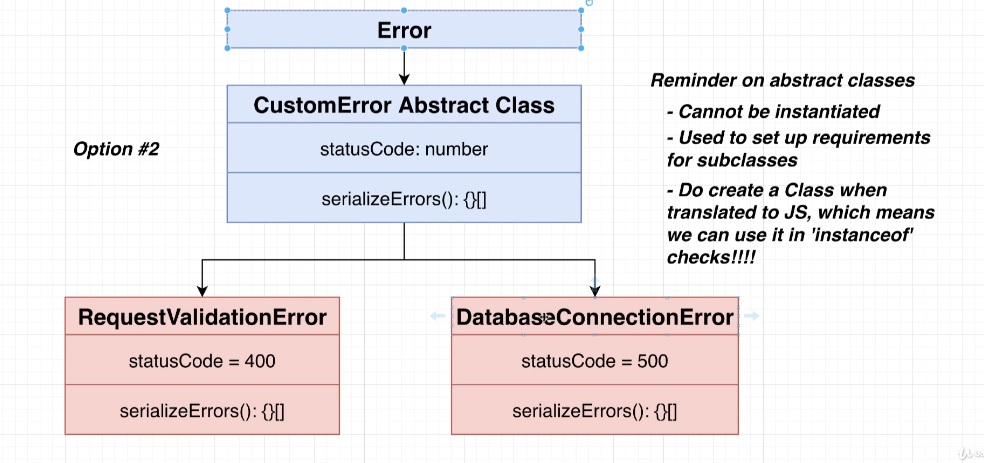 Error
CustomError Abstract Class
statusCode: number
serializeErrors(): {}[]
Option #2
Reminder on abstract classes
- Cannot be instantiated
- Used to set up requirements
for subclasses
- Do create a Class when
translated to JS, which means
we can use it in 'instanceof'
checks!!!!
RequestValidationError
statusCode = 400
serializeErrors(): {}[]
DatabaseConnectionError
statusCode = 500
serializeErrors(): {}[]